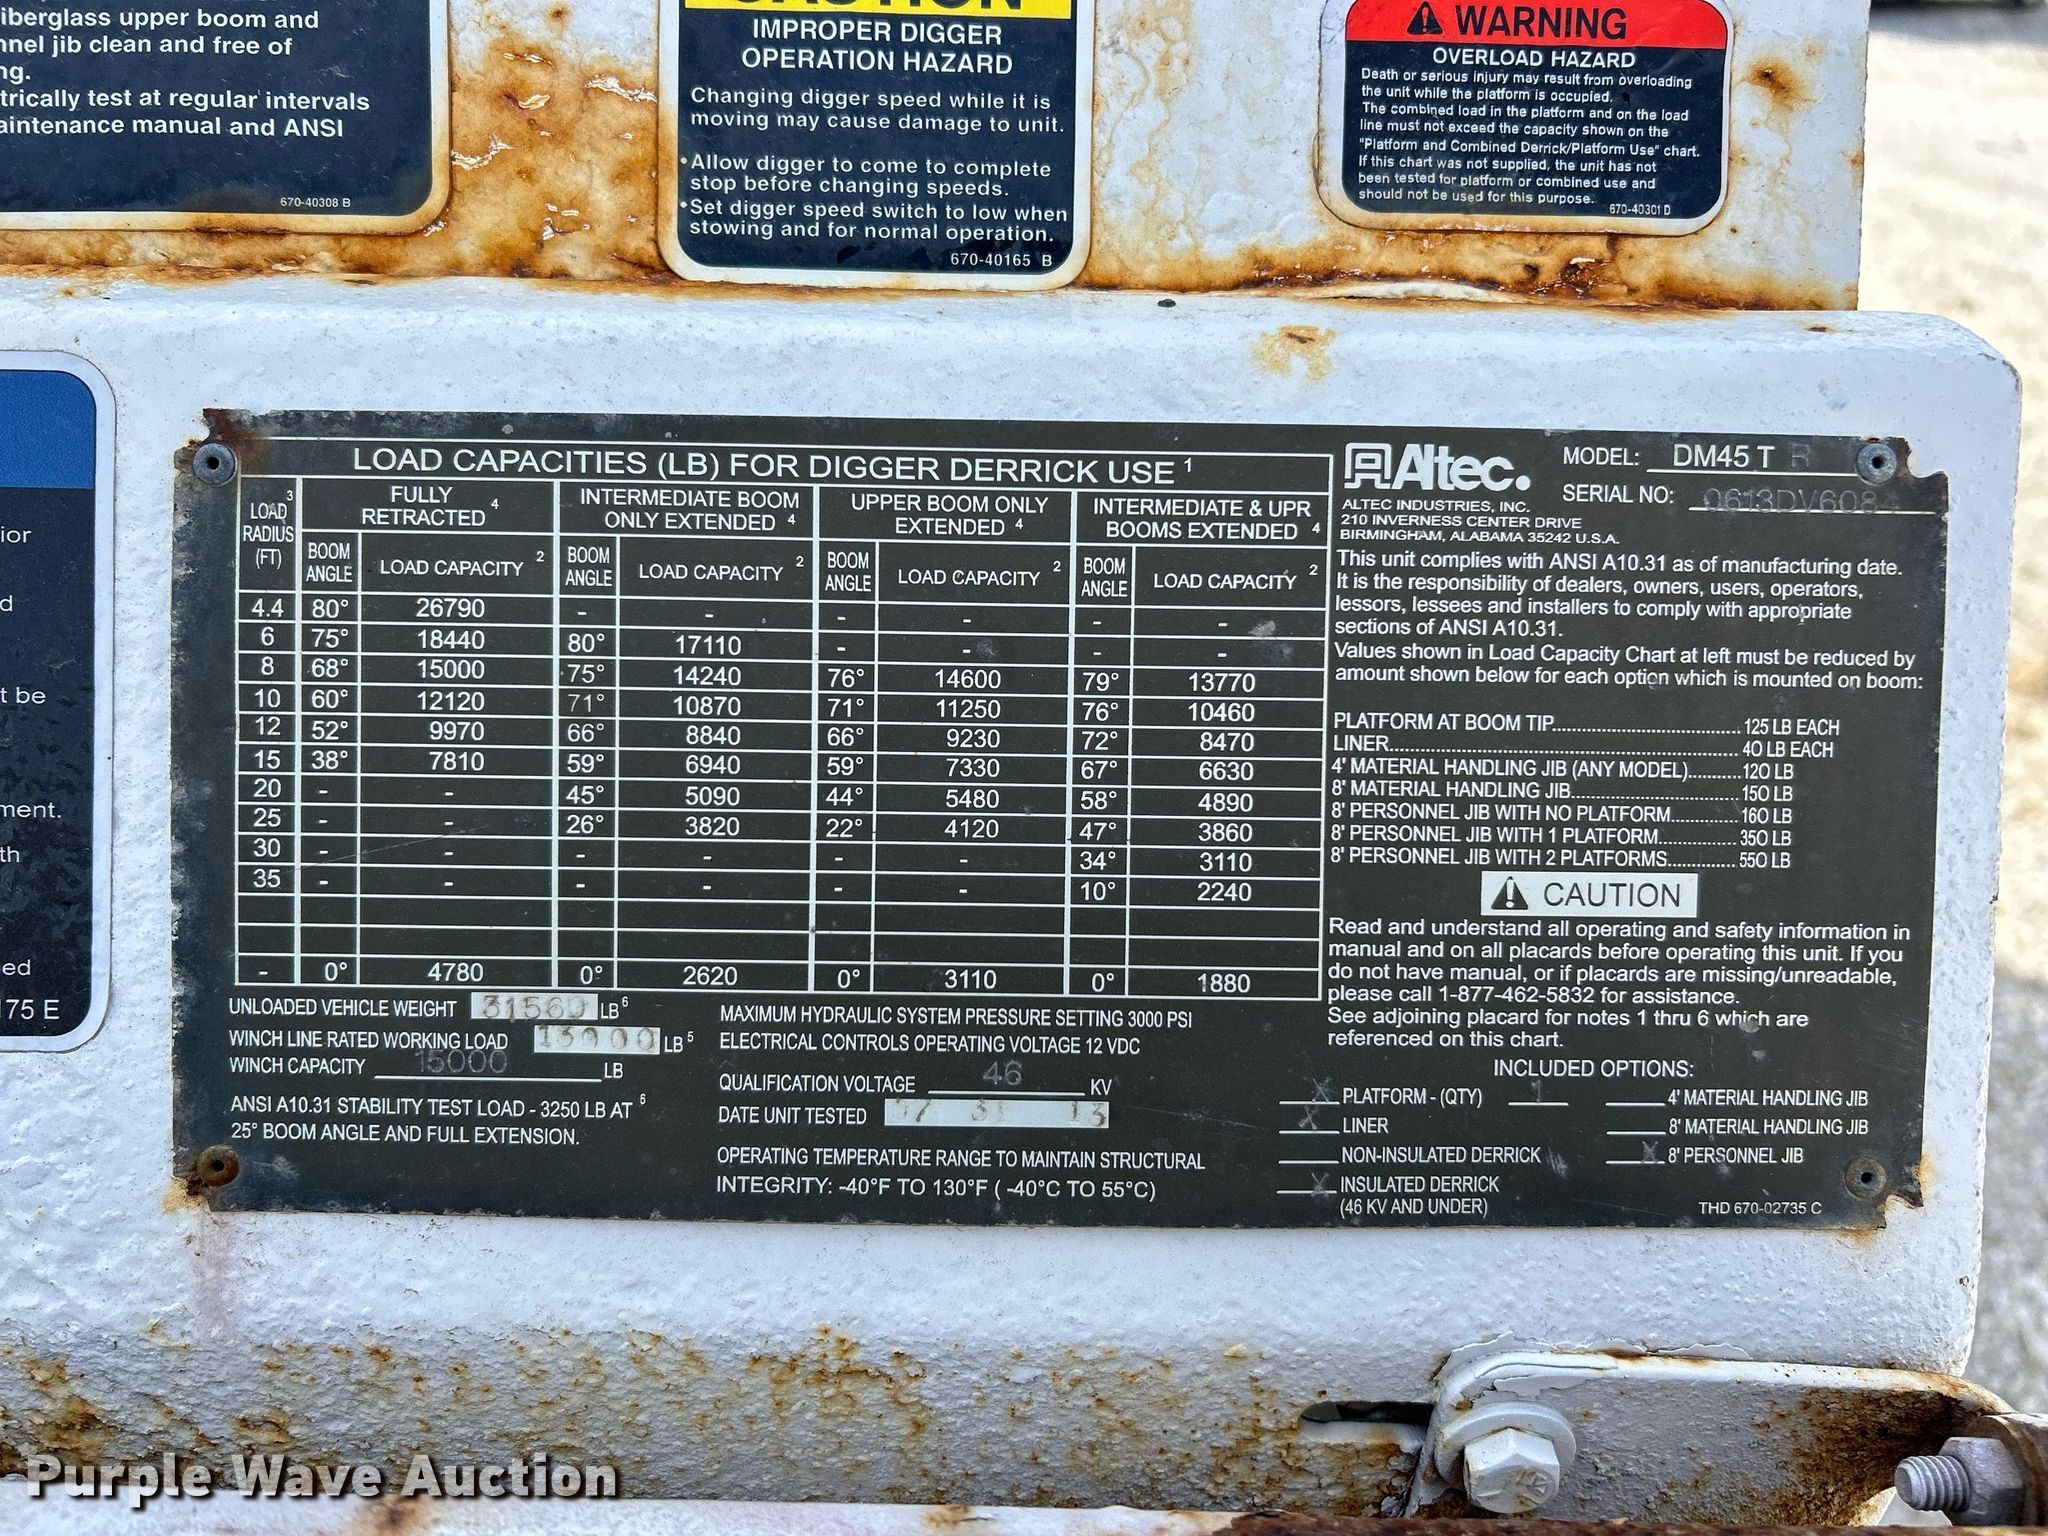 iberglass upper boom and
nnel jib clean and free of
ng.
trically test at regular intervals
aintenance manual and ANSI
670-40308 B
CAUTION
IMPROPER DIGGER
OPERATION HAZARD
Changing digger speed while it is
moving may cause damage to unit.
•Allow digger to come to complete
stop before changing speeds.
•Set digger speed switch to low when
stowing and for normal operation.
670-40165 B
WARNING
OVERLOAD HAZARD
Death or serious injury may result from overloading
the unit while the platform is occupied.
The combined load in the platform and on the load
line must not exceed the capacity shown on the
"Platform and Combined Derrick/Platform Use" chart.
If this chart was not supplied, the unit has not
been tested for platform or combined use and
should not be used for this purpose.
670-40301 D
ior
d
t be
ment.
th
ed
175 E
LOAD CAPACITIES (LB) FOR DIGGER DERRICK USE 1
LOAD 3 RADIUS (FT) FULLY RETRACTED 4 INTERMEDIATE BOOM ONLY EXTENDED 4 UPPER BOOM ONLY EXTENDED 4 INTERMEDIATE & UPR BOOMS EXTENDED 4
BOOM ANGLE LOAD CAPACITY 2 BOOM ANGLE LOAD CAPACITY 2 BOOM ANGLE LOAD CAPACITY 2 BOOM ANGLE LOAD CAPACITY 2
4.4 80° 26790 - - - - - -
6 75° 18440 80° 17110 - - - -
8 68° 15000 75° 14240 76° 14600 79° 13770
10 60° 12120 71° 10870 71° 11250 76° 10460
12 52° 9970 66° 8840 66° 9230 72° 8470
15 38° 7810 59° 6940 59° 7330 67° 6630
20 - - 45° 5090 44° 5480 58° 4890
25 - - 26° 3820 22° 4120 47° 3860
30 - - - - - - 34° 3110
35 - - - - - - 10° 2240
- 0° 4780 0° 2620 0° 3110 0° 1880
UNLOADED VEHICLE WEIGHT 31560 LB 6
WINCH LINE RATED WORKING LOAD 13000 LB 5
WINCH CAPACITY 15000 LB
ANSI A10.31 STABILITY TEST LOAD - 3250 LB AT 6
25° BOOM ANGLE AND FULL EXTENSION.
MAXIMUM HYDRAULIC SYSTEM PRESSURE SETTING 3000 PSI
ELECTRICAL CONTROLS OPERATING VOLTAGE 12 VDC
QUALIFICATION VOLTAGE 46 KV
DATE UNIT TESTED 07 31 13
OPERATING TEMPERATURE RANGE TO MAINTAIN STRUCTURAL
INTEGRITY: -40°F TO 130°F ( -40°C TO 55°C)
Altec.
MODEL: DM45 T R
SERIAL NO: 0613DV6084
ALTEC INDUSTRIES, INC.
210 INVERNESS CENTER DRIVE
BIRMINGHAM, ALABAMA 35242 U.S.A.
This unit complies with ANSI A10.31 as of manufacturing date.
It is the responsibility of dealers, owners, users, operators,
lessors, lessees and installers to comply with appropriate
sections of ANSI A10.31.
Values shown in Load Capacity Chart at left must be reduced by
amount shown below for each option which is mounted on boom:
PLATFORM AT BOOM TIP.......... 125 LB EACH
LINER.......... 40 LB EACH
4' MATERIAL HANDLING JIB (ANY MODEL).......... 120 LB
8' MATERIAL HANDLING JIB.......... 150 LB
8' PERSONNEL JIB WITH NO PLATFORM.......... 160 LB
8' PERSONNEL JIB WITH 1 PLATFORM.......... 350 LB
8' PERSONNEL JIB WITH 2 PLATFORMS.......... 550 LB
CAUTION
Read and understand all operating and safety information in
manual and on all placards before operating this unit. If you
do not have manual, or if placards are missing/unreadable,
please call 1-877-462-5832 for assistance.
See adjoining placard for notes 1 thru 6 which are
referenced on this chart.
INCLUDED OPTIONS:
X PLATFORM - (QTY) 1
X LINER
NON-INSULATED DERRICK
X INSULATED DERRICK
(46 KV AND UNDER)
4' MATERIAL HANDLING JIB
8' MATERIAL HANDLING JIB
X 8' PERSONNEL JIB
THD 670-02735 C
Purple Wave Auction